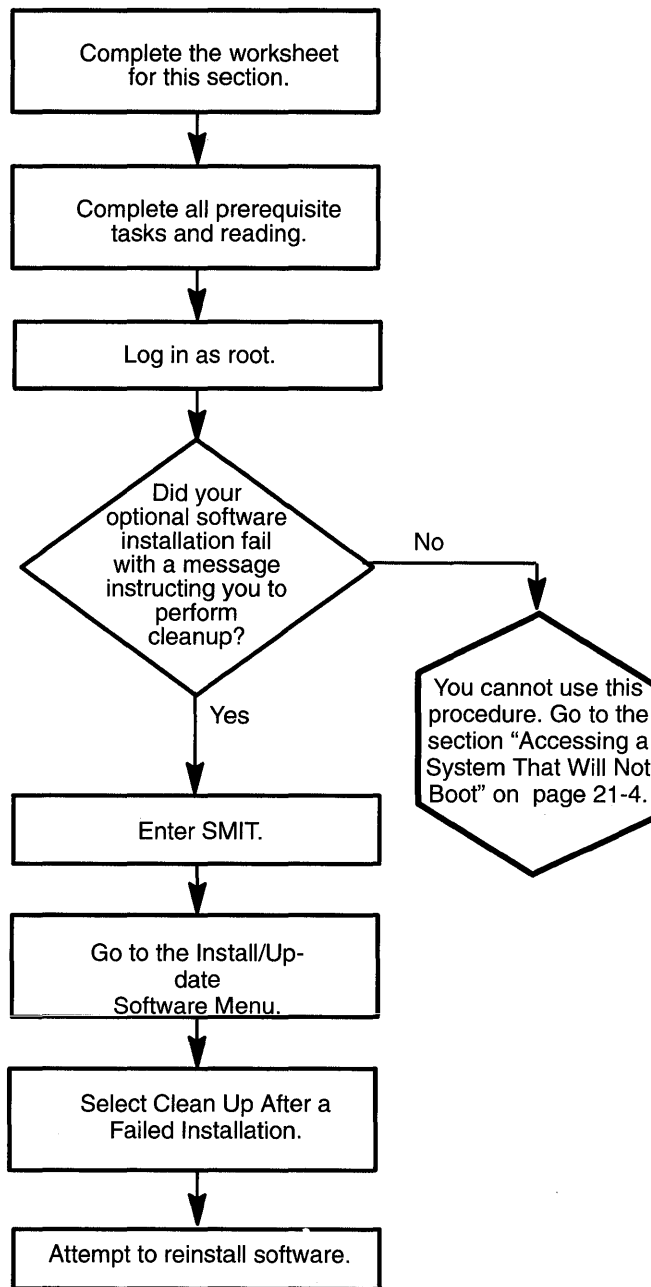 Complete the worksheet
for this section.
Complete all prerequisite
tasks and reading.
Log in as root.
Did your
optional software
installation fail
with a message
instructing you to
perform
cleanup?
No
Yes
You cannot use this
procedure. Go to the
section “Accessing a
System That Will Not
Boot” on page 21-4.
Enter SMIT.
Go to the Install/Up-
date
Software Menu.
Select Clean Up After a
Failed Installation.
Attempt to reinstall software.